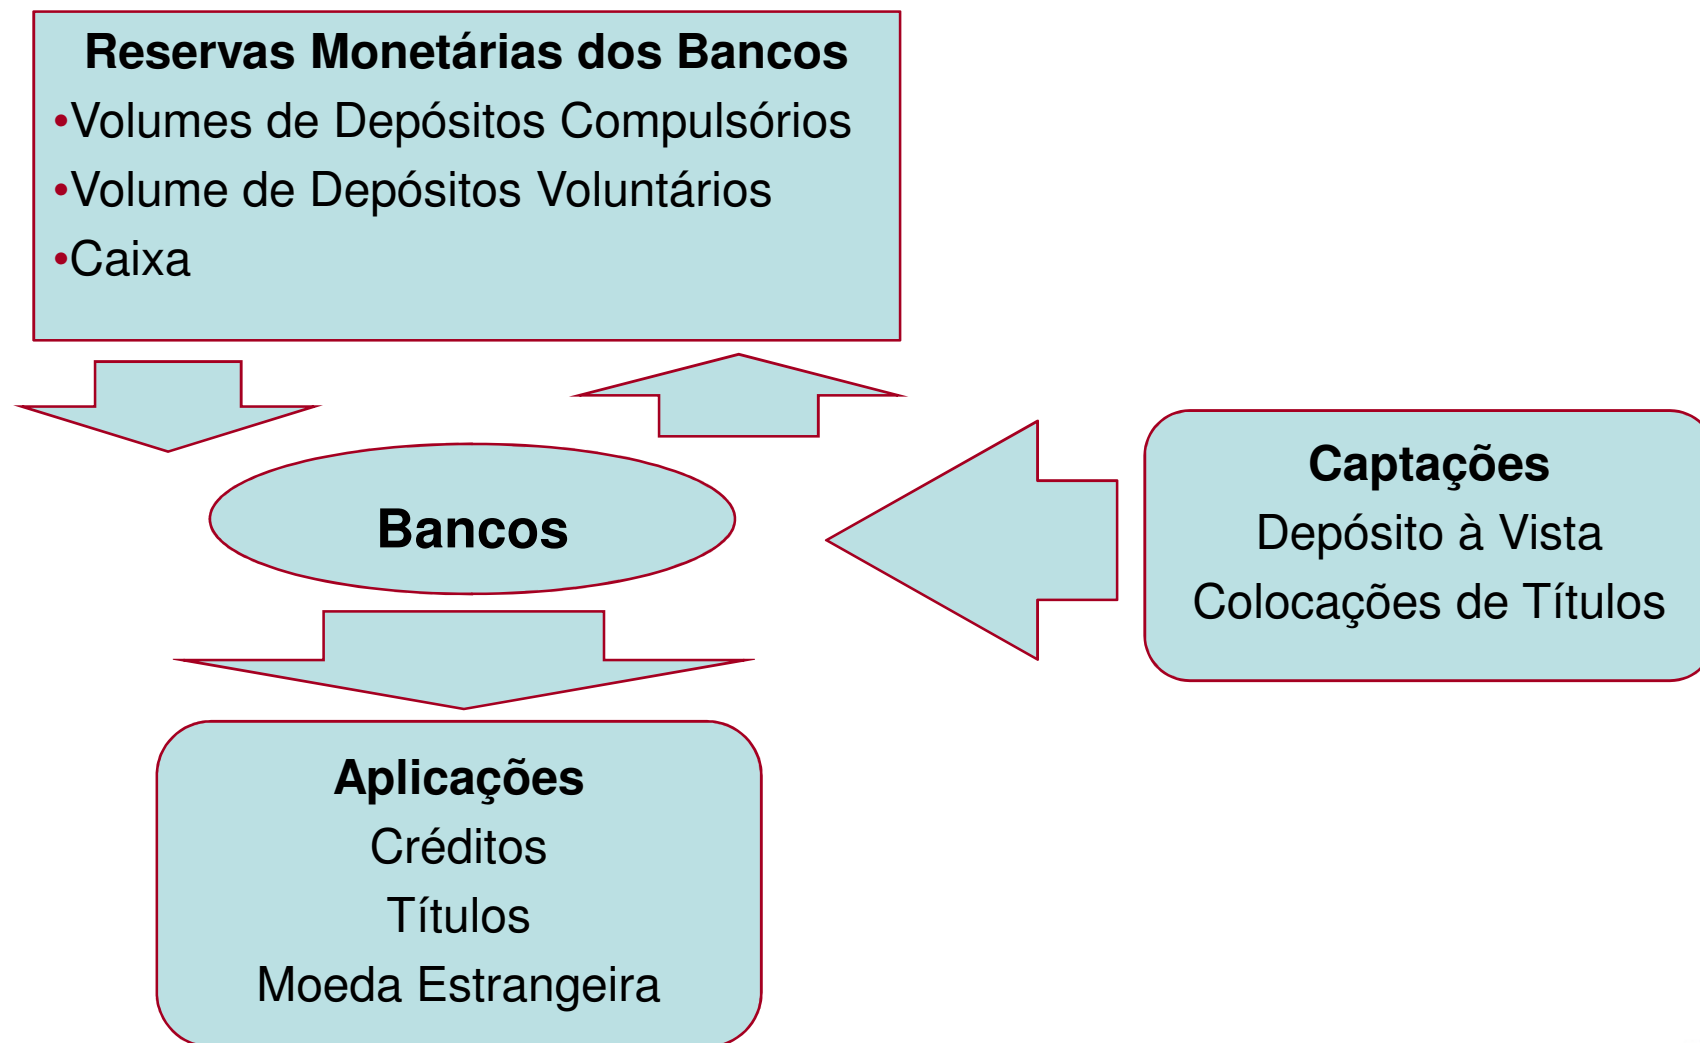 Reservas Monetárias dos Bancos
•Volumes de Depósitos Compulsórios
•Volume de Depósitos Voluntários
•Caixa
Bancos
Captações
Depósito à Vista
Colocações de Títulos
Aplicações
Créditos
Títulos
Moeda Estrangeira